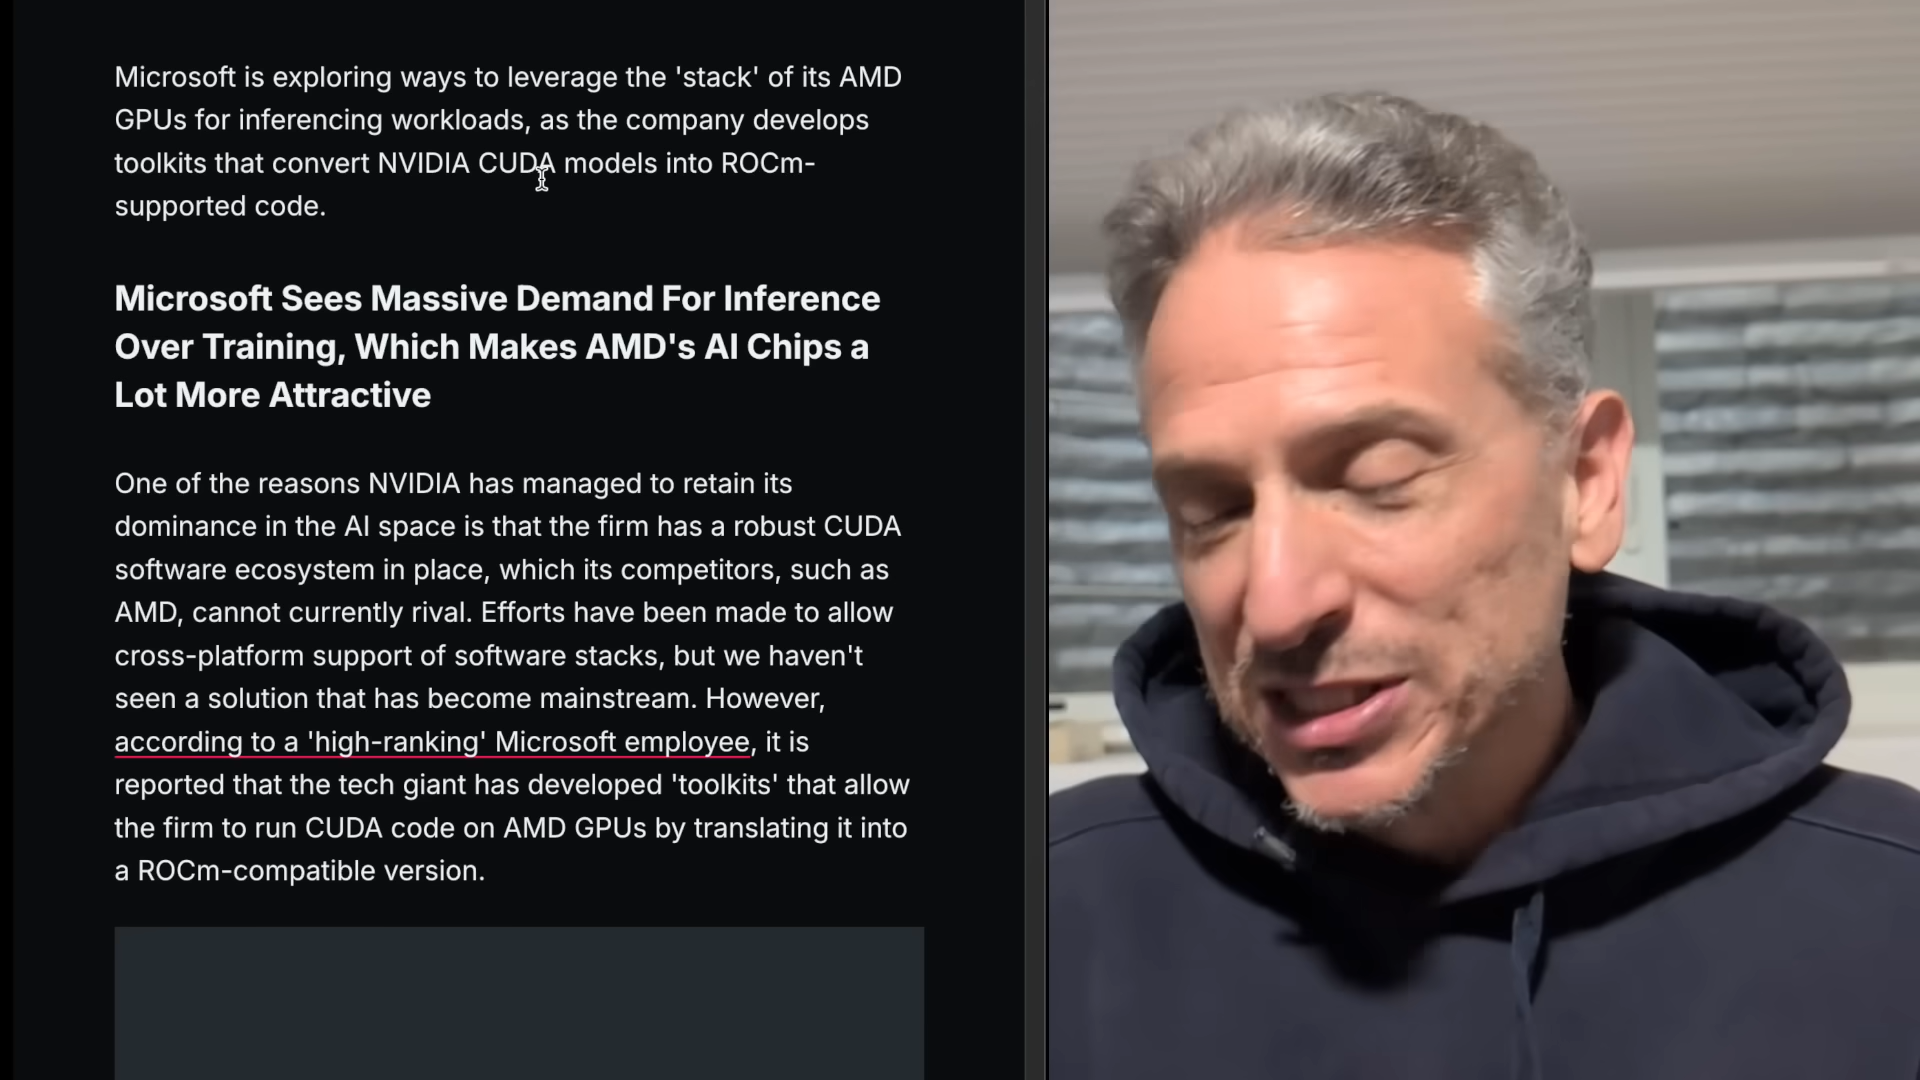 Microsoft is exploring ways to leverage the 'stack' of its AMD
GPUs for inferencing workloads, as the company develops
toolkits that convert NVIDIA CUDA models into ROCm-
supported code.
Microsoft Sees Massive Demand For Inference
Over Training, Which Makes AMD's AI Chips a
Lot More Attractive
One of the reasons NVIDIA has managed to retain its
dominance in the AI space is that the firm has a robust CUDA
software ecosystem in place, which its competitors, such as
AMD, cannot currently rival. Efforts have been made to allow
cross-platform support of software stacks, but we haven't
seen a solution that has become mainstream. However,
according to a 'high-ranking' Microsoft employee, it is
reported that the tech giant has developed 'toolkits' that allow
the firm to run CUDA code on AMD GPUs by translating it into
a ROCm-compatible version.